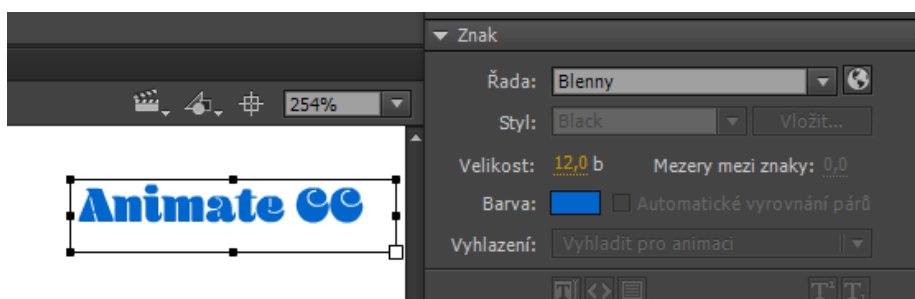 Znak
Řada: Blenny
254%
Styl: Black Vložit...
Animate CC
Velikost: 12,0 b Mezery mezi znaky: 0,0
Barva: Automatické vyrovnání párů
Vyhlazení: Vyhladit pro animaci